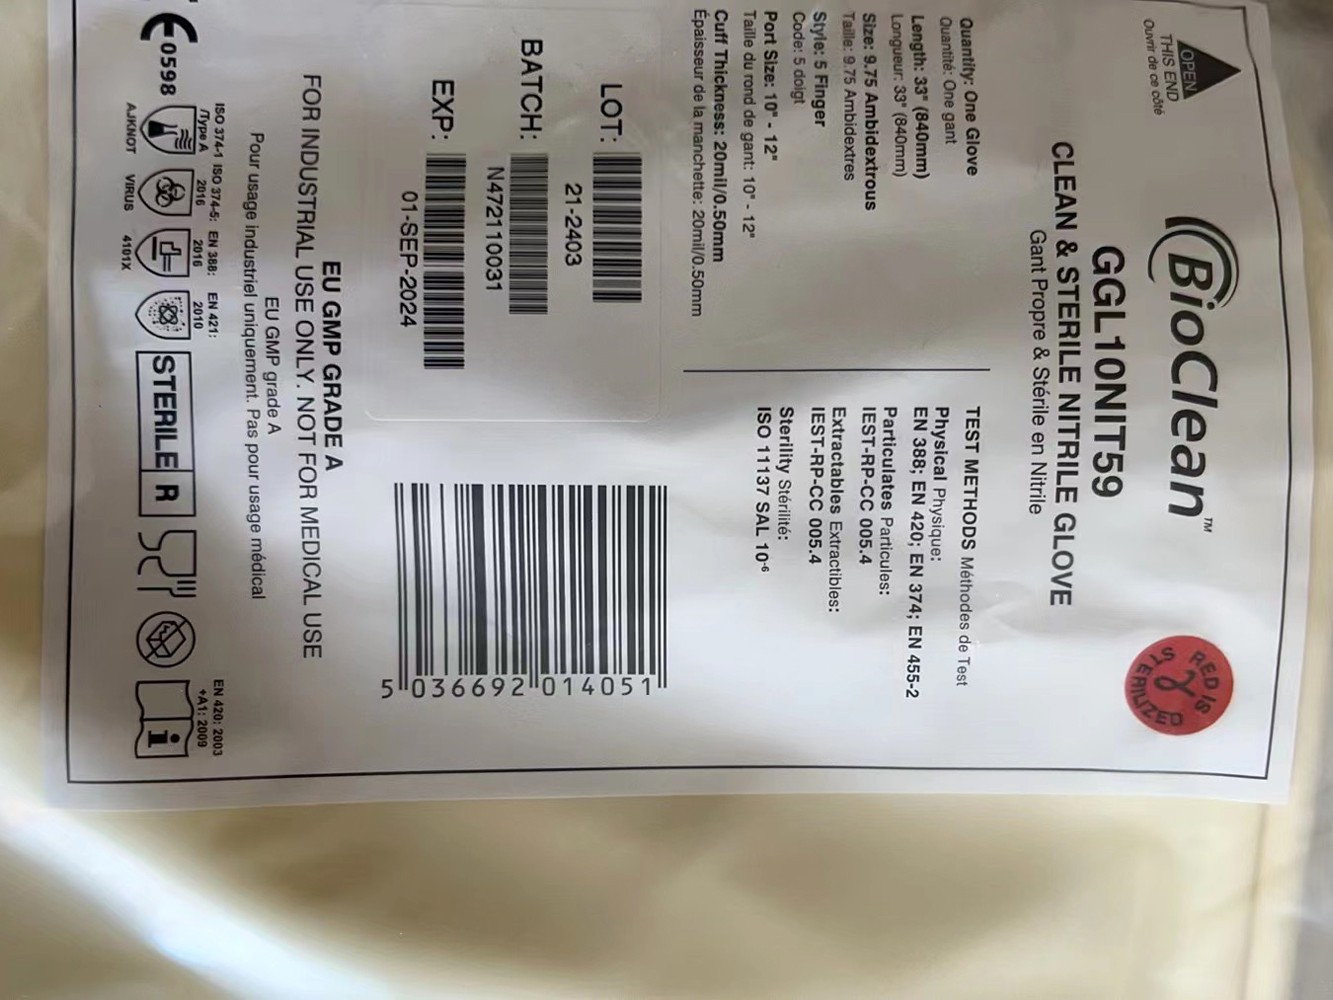 OPEN
THIS END
Ouvrir de ce côté
BioClean™
GGL10NIT59
CLEAN & STERILE NITRILE GLOVE
Gant Propre & Stérile en Nitrile
RED IS
γ
STERILIZED
Quantity: One Glove
Quantité: One gant
Length: 33" (840mm)
Longueur: 33" (840mm)
Size: 9.75 Ambidextrous
Taille: 9.75 Ambidextres
Style: 5 Finger
Code: 5 doigt
Port Size: 10" - 12"
Taille du rond de gant: 10" - 12"
Cuff Thickness: 20mil/0.50mm
Épaisseur de la manchette: 20mil/0.50mm
TEST METHODS Méthodes de Test
Physical Physique:
EN 388; EN 420; EN 374; EN 455-2
Particulates Particules:
IEST-RP-CC 005.4
Extractables Extractibles:
IEST-RP-CC 005.4
Sterility Stérilité:
ISO 11137 SAL 10-6
LOT:
21-2403
BATCH:
N472110031
EXP:
01-SEP-2024
5 036692 014051
EU GMP GRADE A
FOR INDUSTRIAL USE ONLY. NOT FOR MEDICAL USE
EU GMP grade A
Pour usage industriel uniquement. Pas pour usage médical
CE 0598
ISO 374-1
/Type A
AJKNOT
ISO 374-5:
2016
VIRUS
EN 388:
2016
4101X
EN 421:
2010
STERILE R
EN 420: 2003
+A1: 2009
i